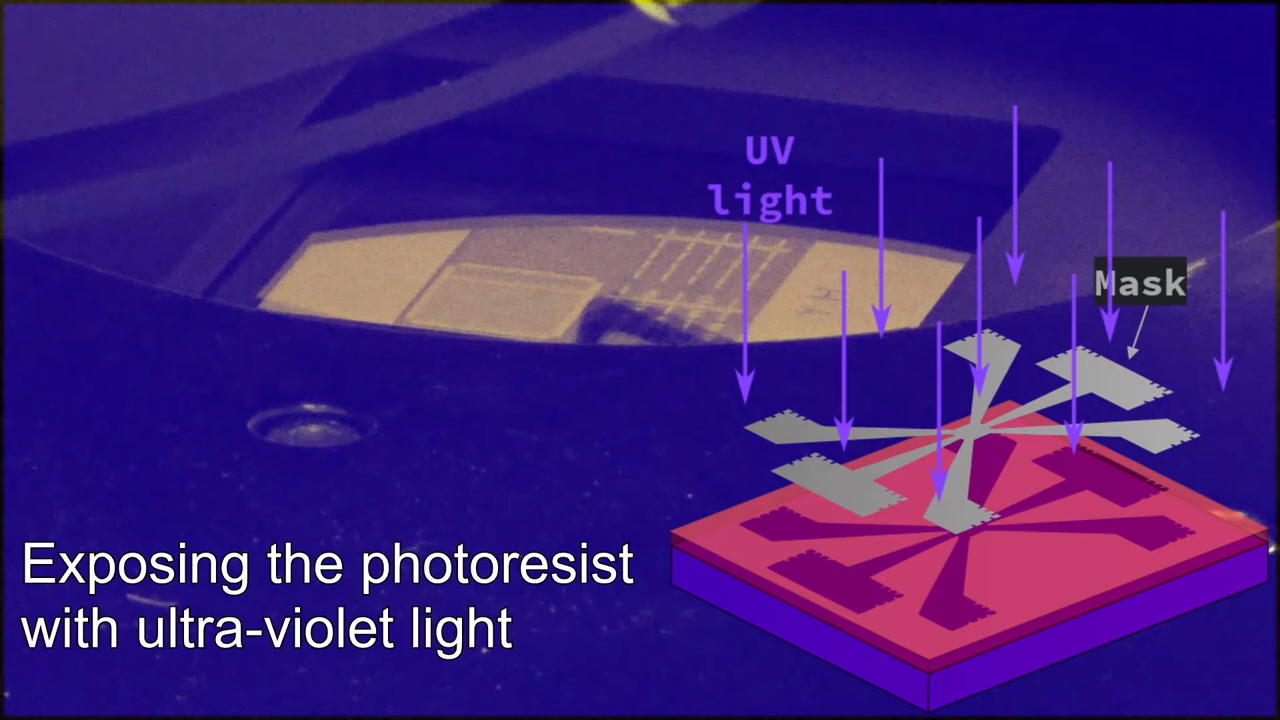 UV
light
Mask
Exposing the photoresist
with ultra-violet light